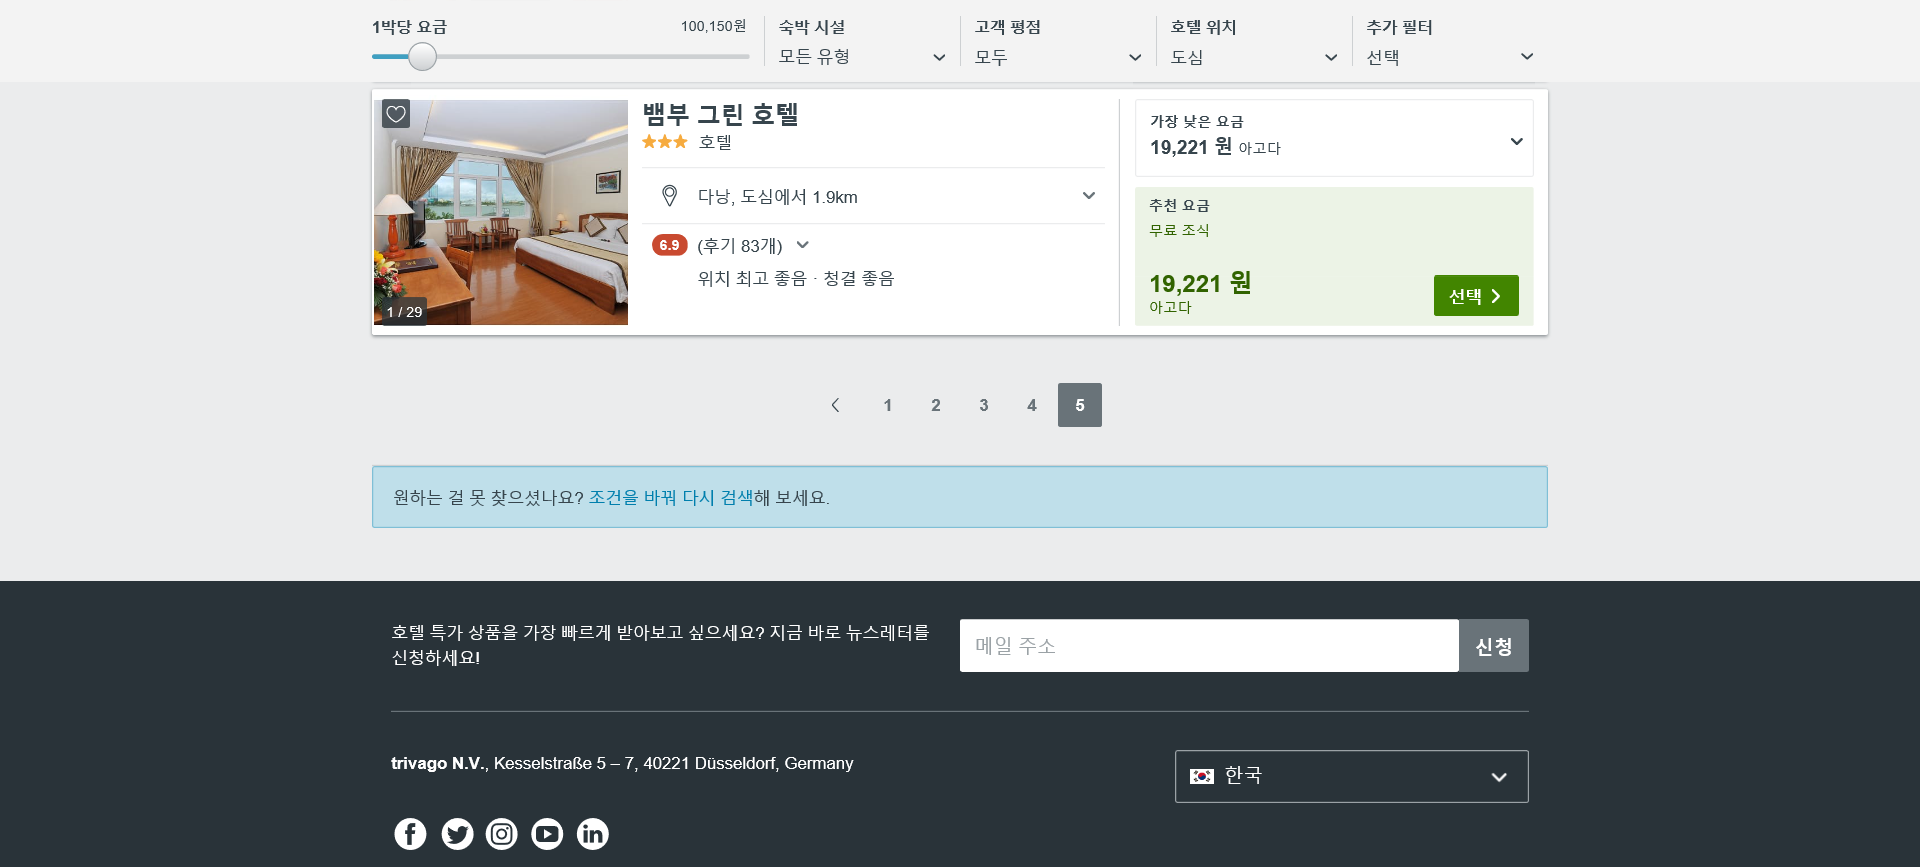 1박당 요금
100,150원
숙박 시설
모든 유형
고객 평점
모두
호텔 위치
도심
추가 필터
선택
뱀부 그린 호텔
호텔
다낭, 도심에서 1.9km
6.9 (후기 83개)
위치 최고 좋음 · 청결 좋음
1 / 29
가장 낮은 요금
19,221 원 아고다
추천 요금
무료 조식
19,221 원
아고다
선택
1 2 3 4 5
원하는 걸 못 찾으셨나요? 조건을 바꿔 다시 검색해 보세요.
호텔 특가 상품을 가장 빠르게 받아보고 싶으세요? 지금 바로 뉴스레터를
신청하세요!
메일 주소
신청
trivago N.V., Kesselstraße 5 – 7, 40221 Düsseldorf, Germany
한국